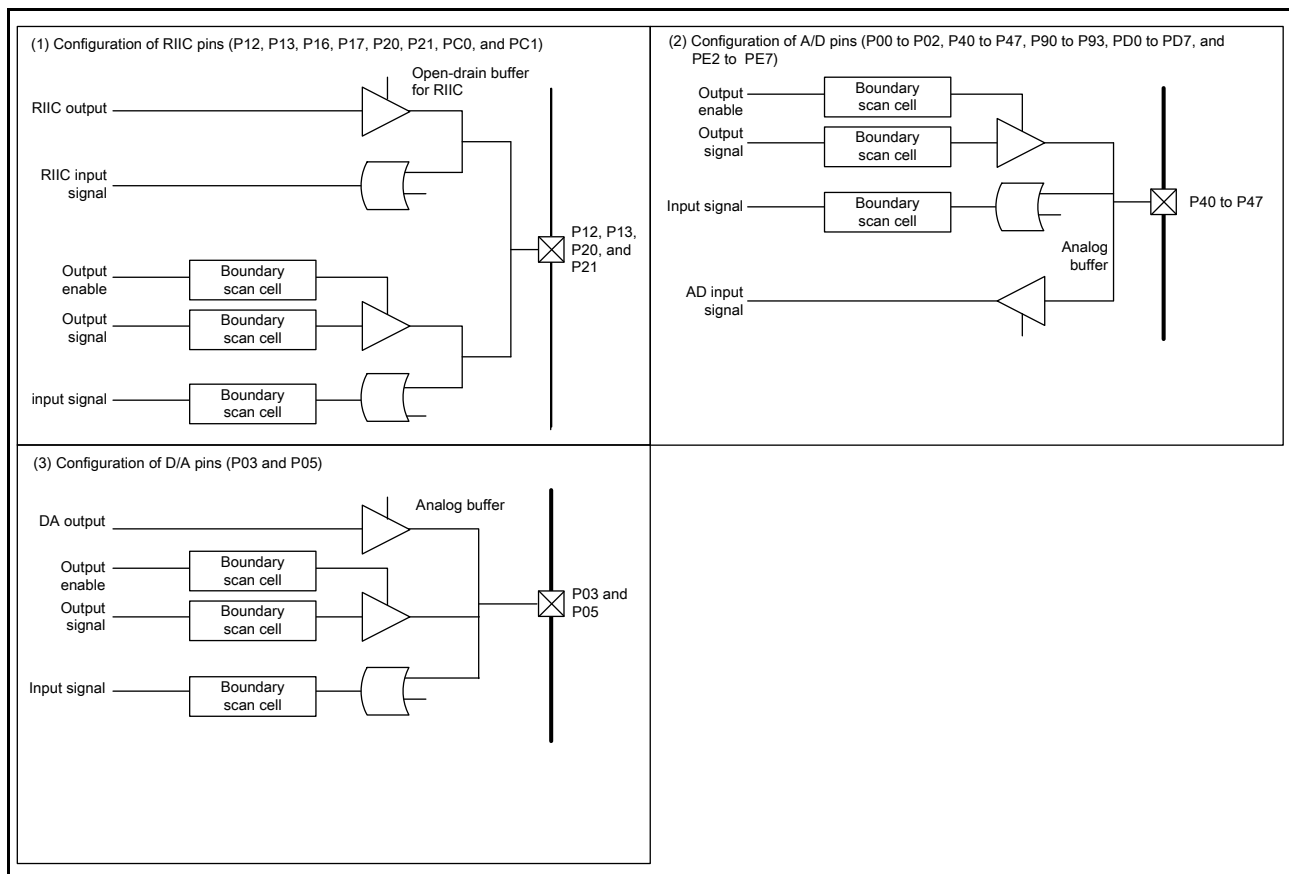 (1) Configuration of RIIC pins (P12, P13, P16, P17, P20, P21, PC0, and PC1)
Open-drain buffer
for RIIC
RIIC output
RIIC input
signal
P12, P13,
P20, and
P21
Output
enable
Boundary
scan cell
Output
signal
Boundary
scan cell
input signal
Boundary
scan cell
(2) Configuration of A/D pins (P00 to P02, P40 to P47, P90 to P93, PD0 to PD7, and
PE2 to PE7)
Output
enable
Boundary
scan cell
Output
signal
Boundary
scan cell
Input signal
Boundary
scan cell
P40 to P47
Analog
buffer
AD input
signal
(3) Configuration of D/A pins (P03 and P05)
Analog buffer
DA output
Output
enable
Boundary
scan cell
Output
signal
Boundary
scan cell
P03 and
P05
Input signal
Boundary
scan cell